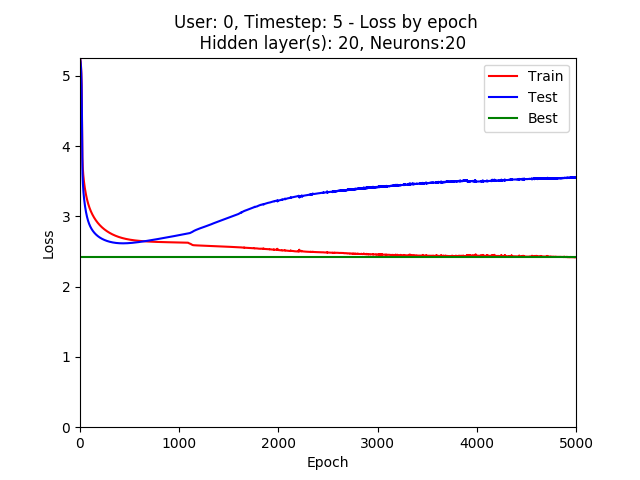 User: 0, Timestep: 5 - Loss by epoch
Hidden layer(s): 20, Neurons:20
Train
Test
Best
Loss
5
4
3
2
1
0
0 1000 2000 3000 4000 5000
Epoch